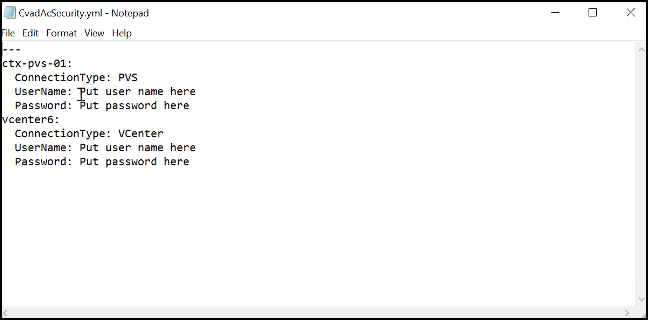 CvadAcSecurity.yml - Notepad
File Edit Format View Help
---
ctx-pvs-01:
  ConnectionType: PVS
  UserName: Put user name here
  Password: Put password here
vcenter6:
  ConnectionType: VCenter
  UserName: Put user name here
  Password: Put password here